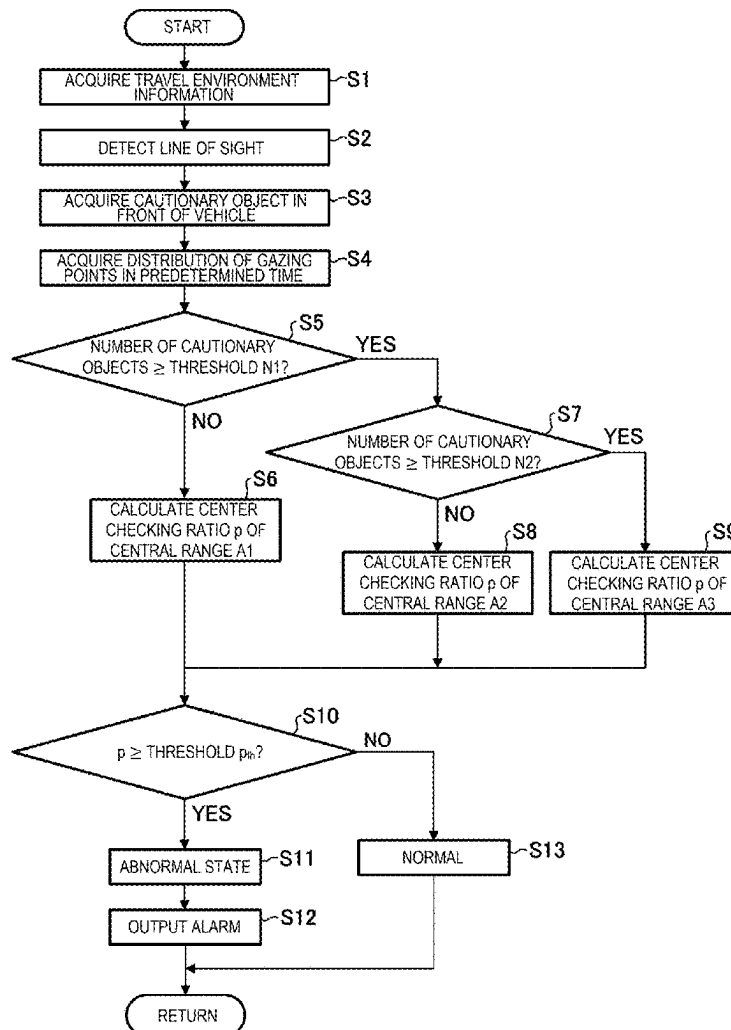 START
ACQUIRE TRAVEL ENVIRONMENT
INFORMATION
S1
DETECT LINE OF SIGHT
S2
ACQUIRE CAUTIONARY OBJECT IN
FRONT OF VEHICLE
S3
ACQUIRE DISTRIBUTION OF GAZING
POINTS IN PREDETERMINED TIME
S4
S5
NUMBER OF CAUTIONARY
OBJECTS ≥ THRESHOLD N1?
YES
NO
S7
NUMBER OF CAUTIONARY
OBJECTS ≥ THRESHOLD N2?
YES
NO
S6
CALCULATE CENTER
CHECKING RATIO p OF
CENTRAL RANGE A1
S8
CALCULATE CENTER
CHECKING RATIO p OF
CENTRAL RANGE A2
S9
CALCULATE CENTER
CHECKING RATIO p OF
CENTRAL RANGE A3
S10
p ≥ THRESHOLD pth?
NO
YES
ABNORMAL STATE
S11
NORMAL
S13
OUTPUT ALARM
S12
RETURN